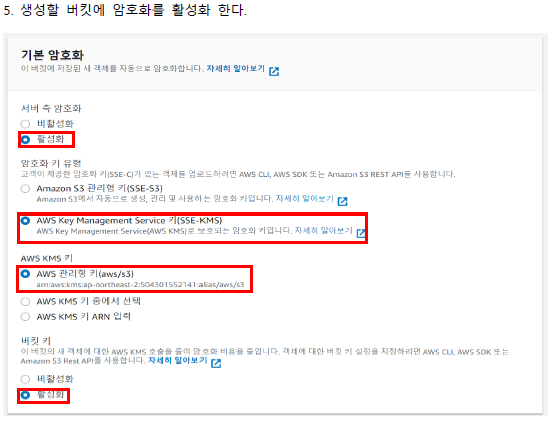 5. 생성할 버킷에 암호화를 활성화 한다.
기본 암호화
이 버킷에 저장된 새 객체를 자동으로 암호화합니다. 자세히 알아보기
서버 측 암호화
비활성화
활성화
암호화 키 유형
고객이 제공한 암호화 키(SSE-C)가 있는 객체를 업로드하려면 AWS CLI, AWS SDK 또는 Amazon S3 REST API를 사용합니다.
Amazon S3 관리형 키(SSE-S3)
Amazon S3에서 자동으로 생성, 관리 및 사용하는 암호화 키입니다. 자세히 알아보기
AWS Key Management Service 키(SSE-KMS)
AWS Key Management Service(AWS KMS)로 보호되는 암호화 키입니다. 자세히 알아보기
AWS KMS 키
AWS 관리형 키(aws/s3)
arn:aws:kms:ap-northeast-2:504301552141:alias/aws/s3
AWS KMS 키 중에서 선택
AWS KMS 키 ARN 입력
버킷 키
이 버킷의 새 객체에 대한 AWS KMS 호출을 줄여 암호화 비용을 줄입니다. 객체에 대한 버킷 키 설정을 지정하려면 AWS CLI, AWS SDK 또는
Amazon S3 Rest API를 사용합니다. 자세히 알아보기
비활성화
활성화